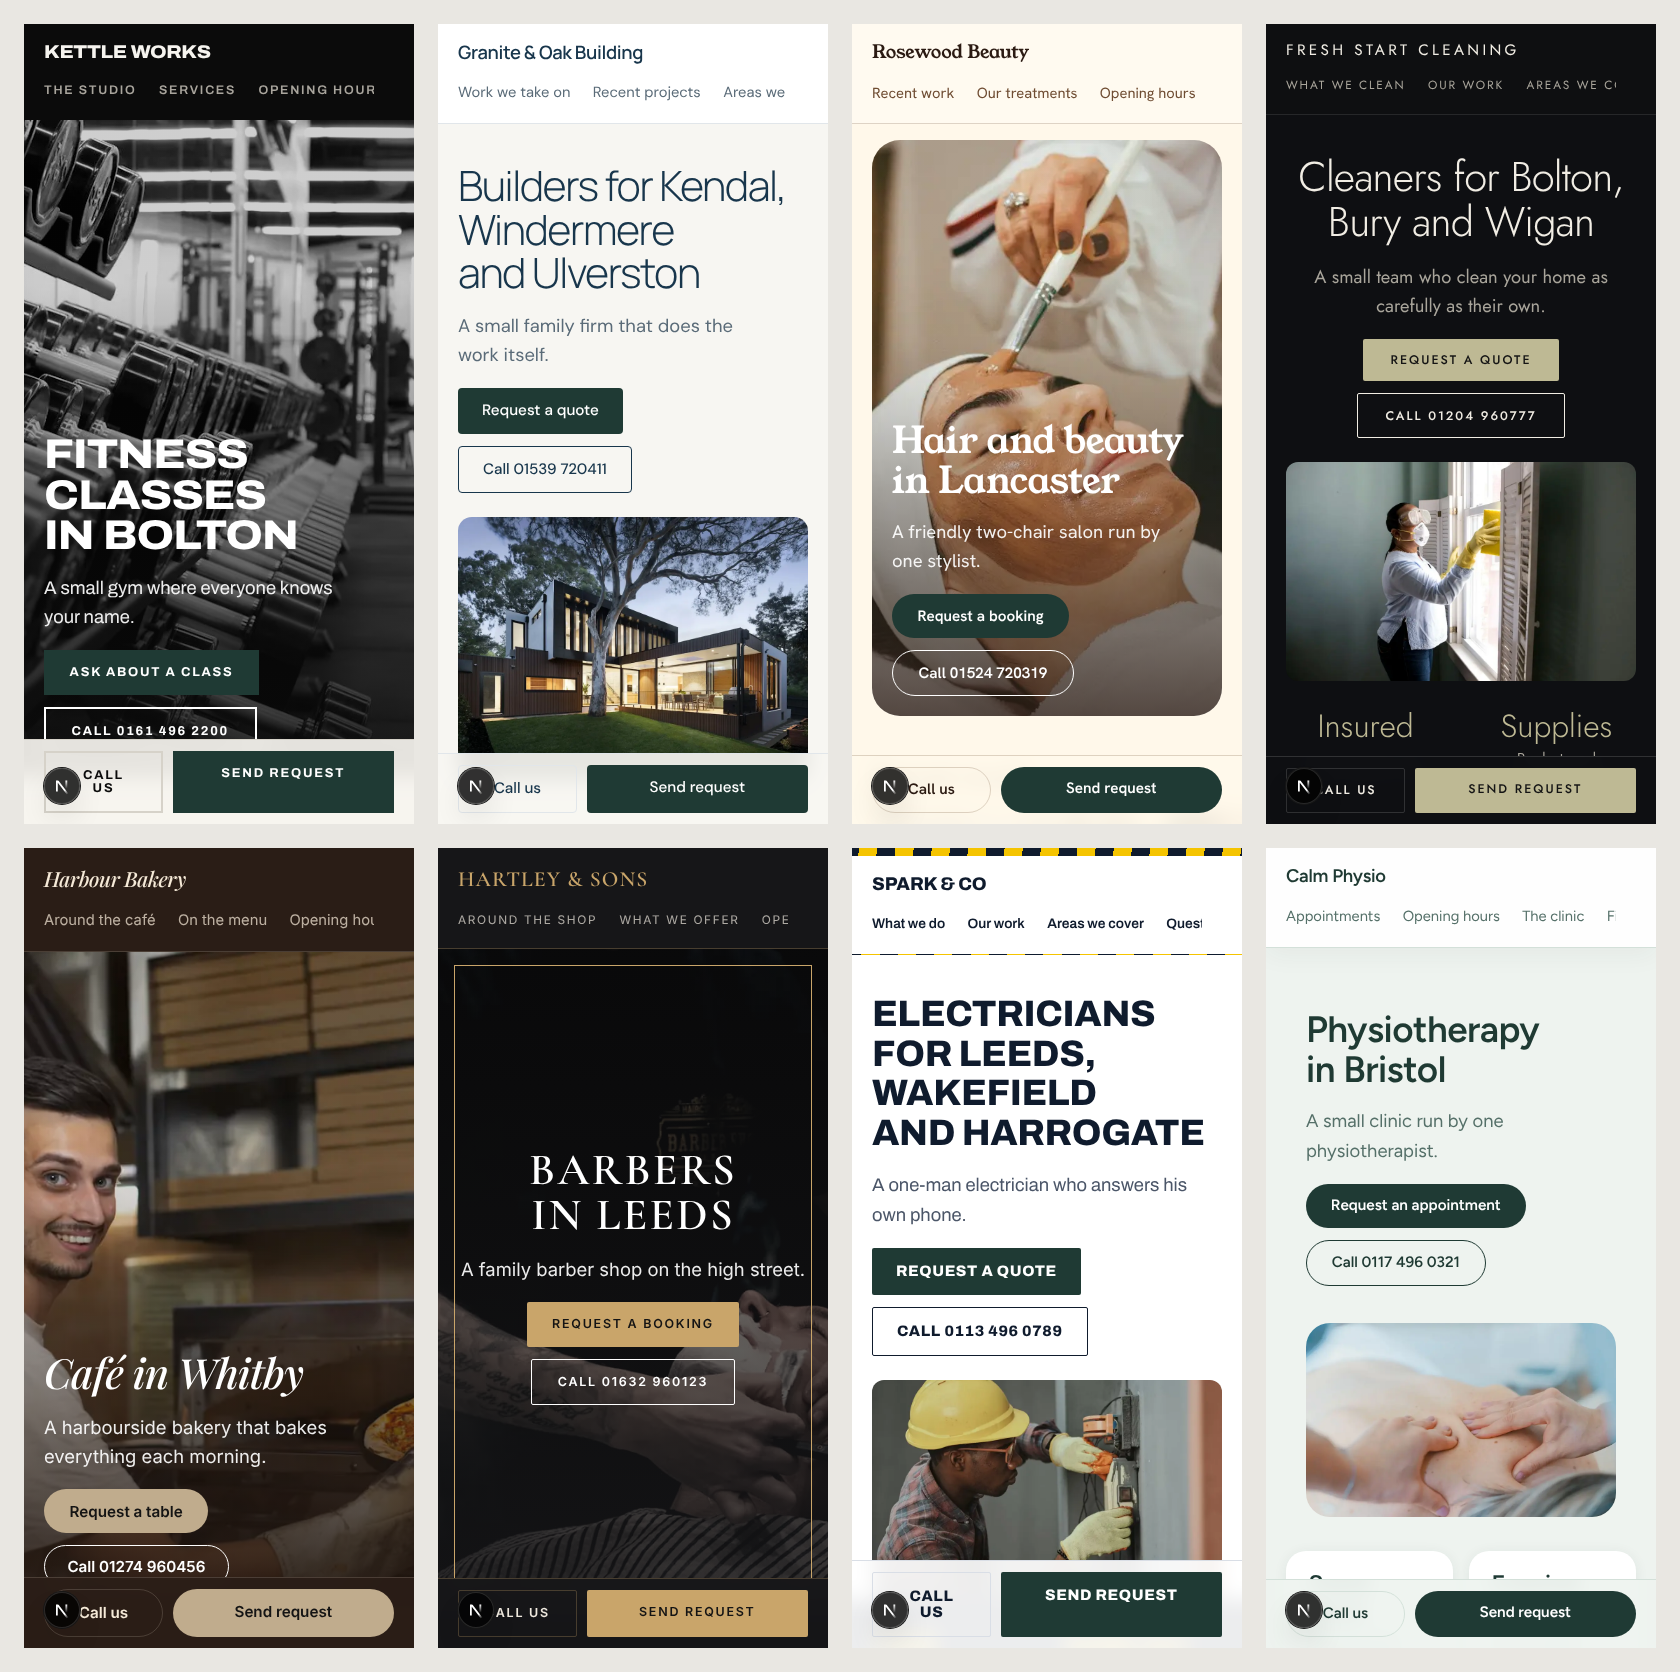 KETTLE WORKS
THE STUDIO SERVICES OPENING HOUR
FITNESS
CLASSES
IN BOLTON
A small gym where everyone knows
your name.
ASK ABOUT A CLASS
CALL 0161 496 2200
N
CALL
US
SEND REQUEST
Granite & Oak Building
Work we take on Recent projects Areas we
Builders for Kendal,
Windermere
and Ulverston
A small family firm that does the
work itself.
Request a quote
Call 01539 720411
N Call us Send request
Rosewood Beauty
Recent work Our treatments Opening hours
Hair and beauty
in Lancaster
A friendly two-chair salon run by
one stylist.
Request a booking
Call 01524 720319
N Call us Send request
FRESH START CLEANING
WHAT WE CLEAN OUR WORK AREAS WE
Cleaners for Bolton,
Bury and Wigan
A small team who clean your home as
carefully as their own.
REQUEST A QUOTE
CALL 01204 960777
Insured Supplies
N ALL US SEND REQUEST
Harbour Bakery
Around the café On the menu Opening hou
Café in Whitby
A harbourside bakery that bakes
everything each morning.
Request a table
Call 01274 960456
N Call us Send request
HARTLEY & SONS
AROUND THE SHOP WHAT WE OFFER OPE
BARBERS
IN LEEDS
A family barber shop on the high street.
REQUEST A BOOKING
CALL 01632 960123
N ALL US SEND REQUEST
SPARK & CO
What we do Our work Areas we cover Quest
ELECTRICIANS
FOR LEEDS,
WAKEFIELD
AND HARROGATE
A one-man electrician who answers his
own phone.
REQUEST A QUOTE
CALL 0113 496 0789
N
CALL
US
SEND REQUEST
Calm Physio
Appointments Opening hours The clinic F
Physiotherapy
in Bristol
A small clinic run by one
physiotherapist.
Request an appointment
Call 0117 496 0321
N Call us Send request